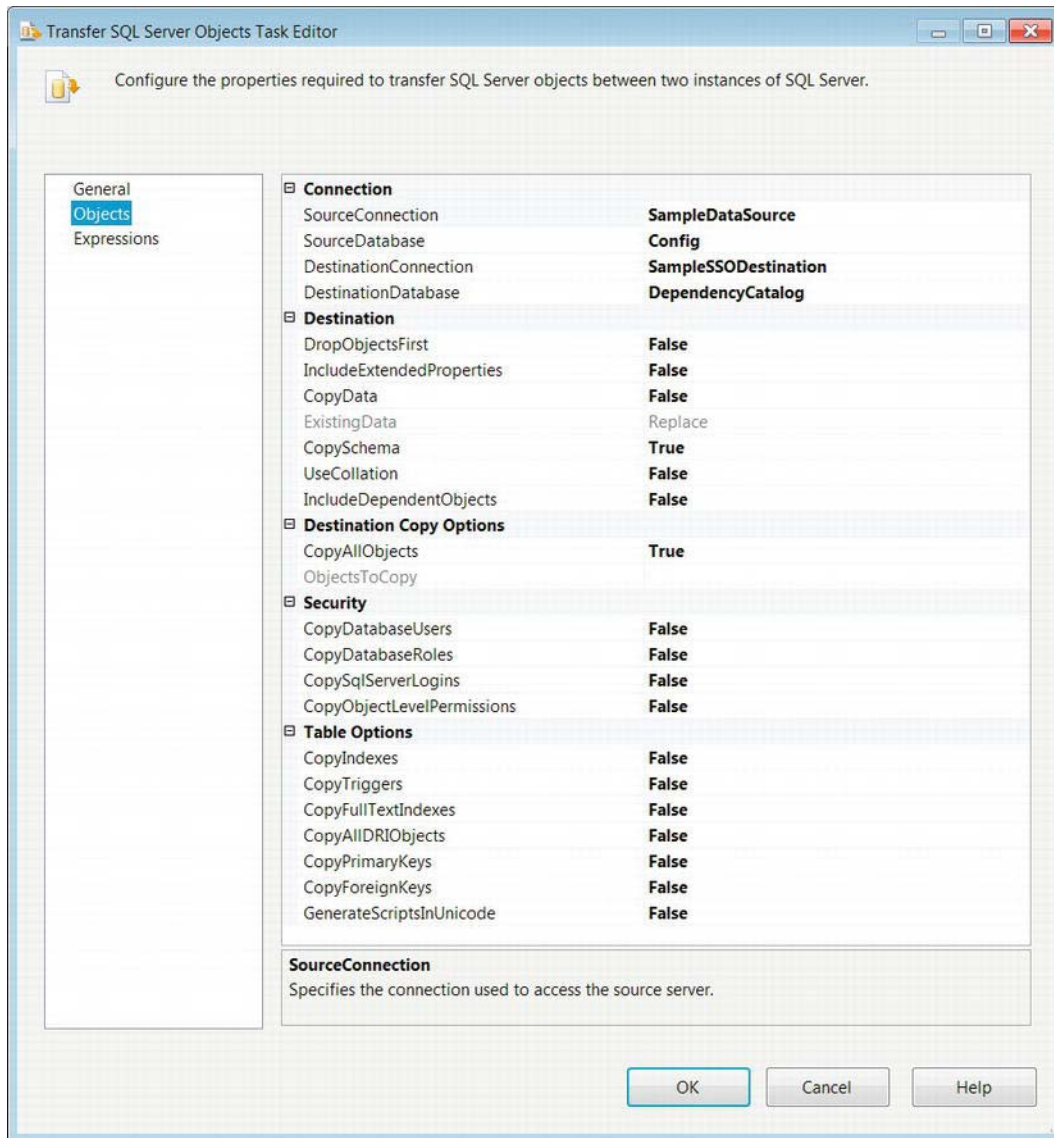 Transfer SQL Server Objects Task Editor
Configure the properties required to transfer SQL Server objects between two instances of SQL Server.
General
Objects
Expressions
Connection
SourceConnection SampleDataSource
SourceDatabase Config
DestinationConnection SampleSSODestination
DestinationDatabase DependencyCatalog
Destination
DropObjectsFirst False
IncludeExtendedProperties False
CopyData False
ExistingData Replace
CopySchema True
UseCollation False
IncludeDependentObjects False
Destination Copy Options
CopyAllObjects True
ObjectsToCopy
Security
CopyDatabaseUsers False
CopyDatabaseRoles False
CopySqlServerLogins False
CopyObjectLevelPermissions False
Table Options
CopyIndexes False
CopyTriggers False
CopyFullTextIndexes False
CopyAllDRIObjects False
CopyPrimaryKeys False
CopyForeignKeys False
GenerateScriptsInUnicode False
SourceConnection
Specifies the connection used to access the source server.
OK Cancel Help